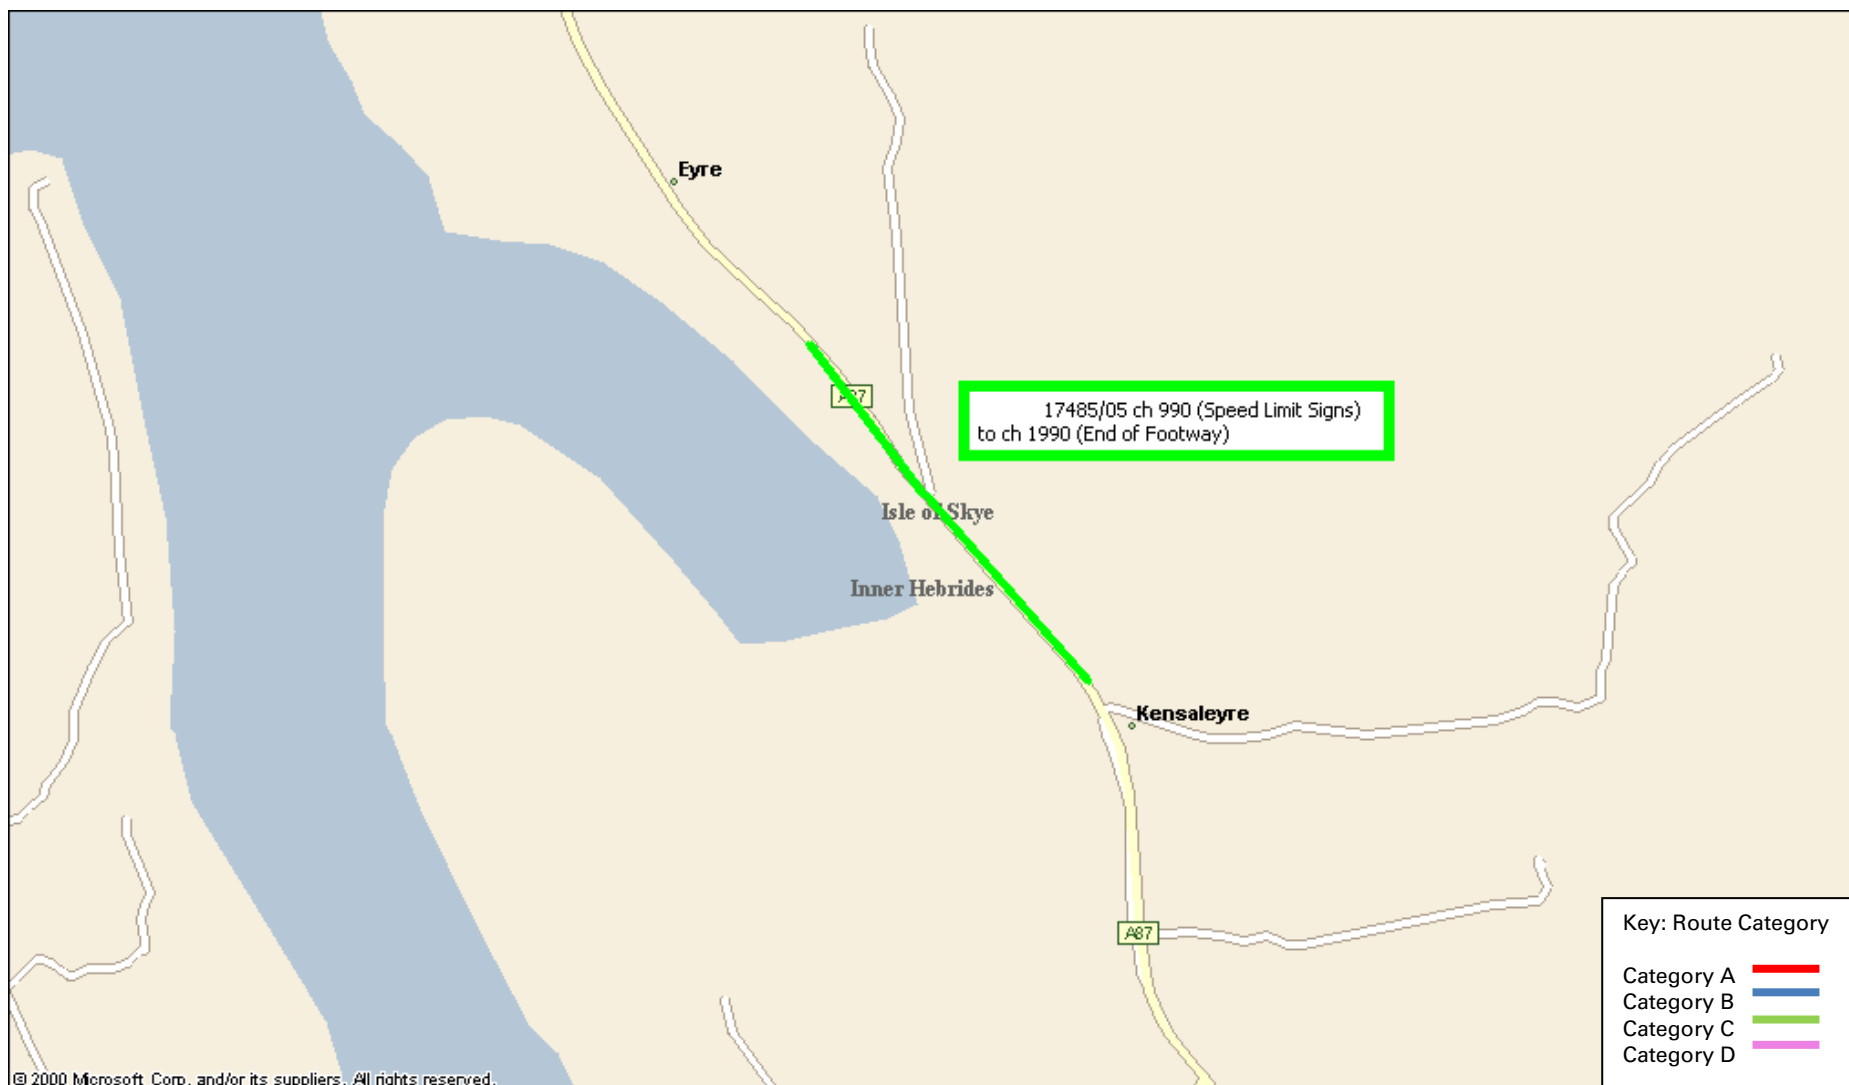 Eyre
A87
17485/05 ch 990 (Speed Limit Signs)
to ch 1990 (End of Footway)
Isle of Skye
Inner Hebrides
Kensaleyre
A87
Key: Route Category
Category A
Category B
Category C
Category D
© 2000 Microsoft Corp. and/or its suppliers. All rights reserved.